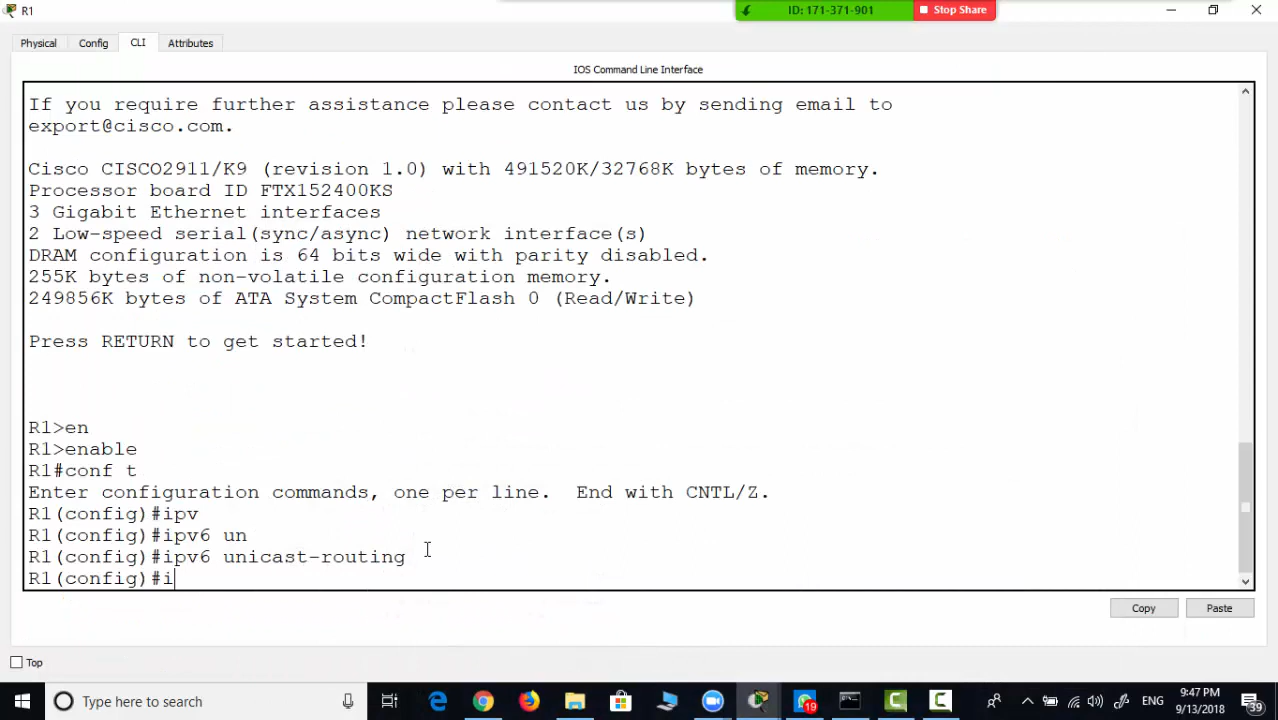 R1
ID: 171-371-901
Stop Share
Physical
Config
CLI
Attributes
IOS Command Line Interface
If you require further assistance please contact us by sending email to
export@cisco.com.
Cisco CISCO2911/K9 (revision 1.0) with 491520K/32768K bytes of memory.
Processor board ID FTX152400KS
3 Gigabit Ethernet interfaces
2 Low-speed serial(sync/async) network interface(s)
DRAM configuration is 64 bits wide with parity disabled.
255K bytes of non-volatile configuration memory.
249856K bytes of ATA System CompactFlash 0 (Read/Write)
Press RETURN to get started!
R1>en
R1>enable
R1#conf t
Enter configuration commands, one per line.  End with CNTL/Z.
R1(config)#ipv
R1(config)#ipv6 un
R1(config)#ipv6 unicast-routing
R1(config)#i
Copy
Paste
Top
Type here to search
19
ENG
9:47 PM
9/13/2018
39